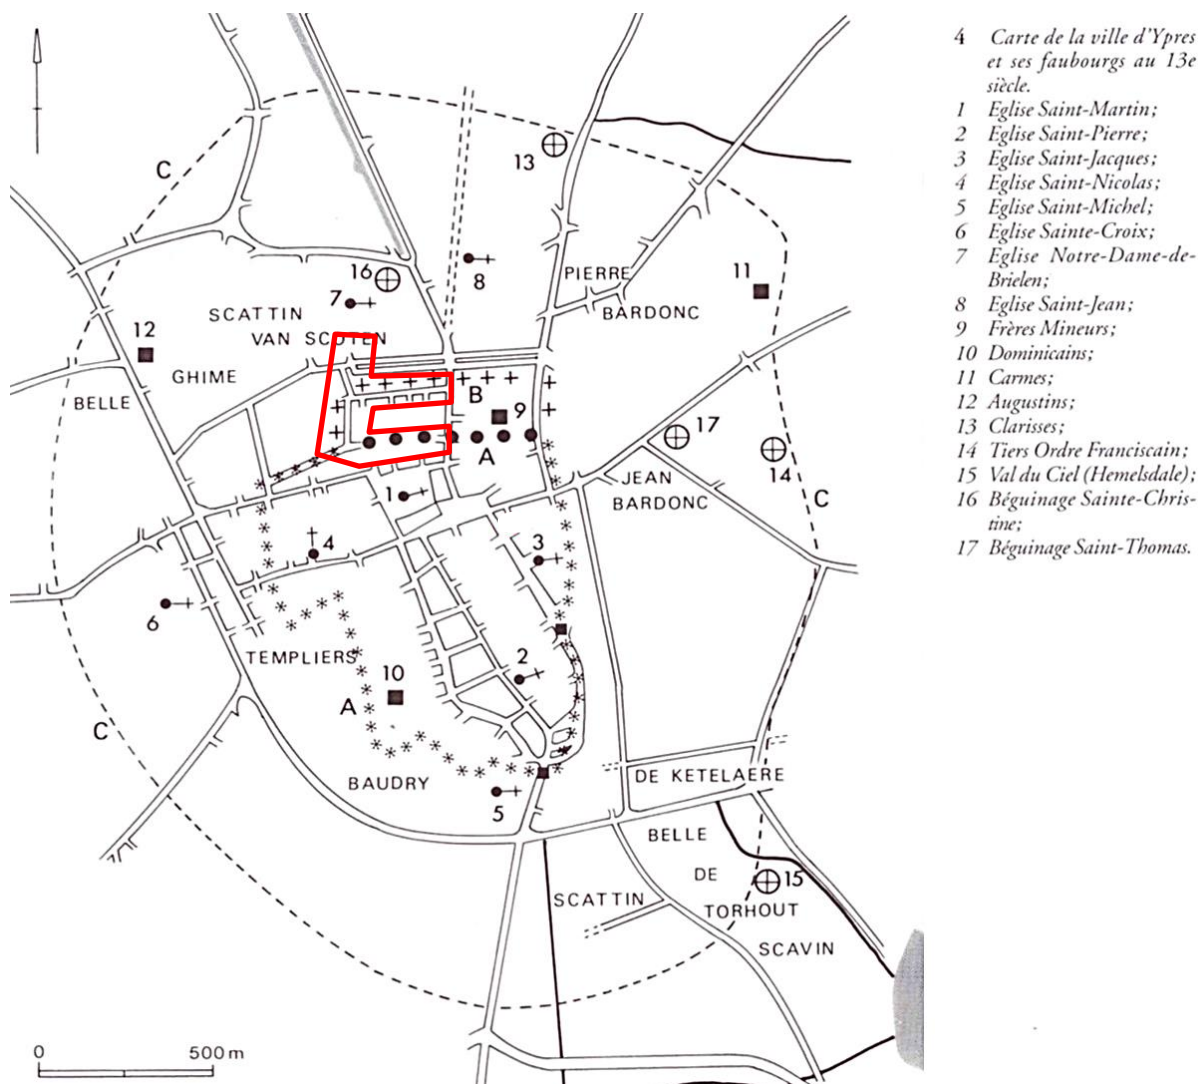 C
13
16
8
7
PIERRE
11
SCATTIN
BARDONC
12
VAN SCOTEN
GHIME
B
BELLE
9
17
A
14
JEAN
1
C
BARDONC
4
3
6
TEMPLIERS
2
10
A
C
DE KETELAERE
BAUDRY
5
BELLE
DE
15
SCATTIN
TORHOUT
SCAVIN
0 500 m
4 Carte de la ville d'Ypres
et ses faubourgs au 13e
siècle.
1 Eglise Saint-Martin;
2 Eglise Saint-Pierre;
3 Eglise Saint-Jacques;
4 Eglise Saint-Nicolas;
5 Eglise Saint-Michel;
6 Eglise Sainte-Croix;
7 Eglise Notre-Dame-de-
Brielen;
8 Eglise Saint-Jean;
9 Frères Mineurs;
10 Dominicains;
11 Carmes;
12 Augustins;
13 Clarisses;
14 Tiers Ordre Franciscain;
15 Val du Ciel (Hemelsdale);
16 Béguinage Sainte-Chris-
tine;
17 Béguinage Saint-Thomas.